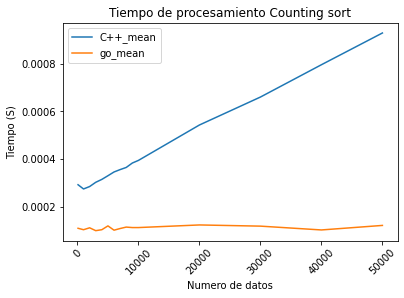 Tiempo de procesamiento Counting sort
C++_mean
go_mean
Tiempo (S)
0.0008
0.0006
0.0004
0.0002
0
10000
20000
30000
40000
50000
Numero de datos